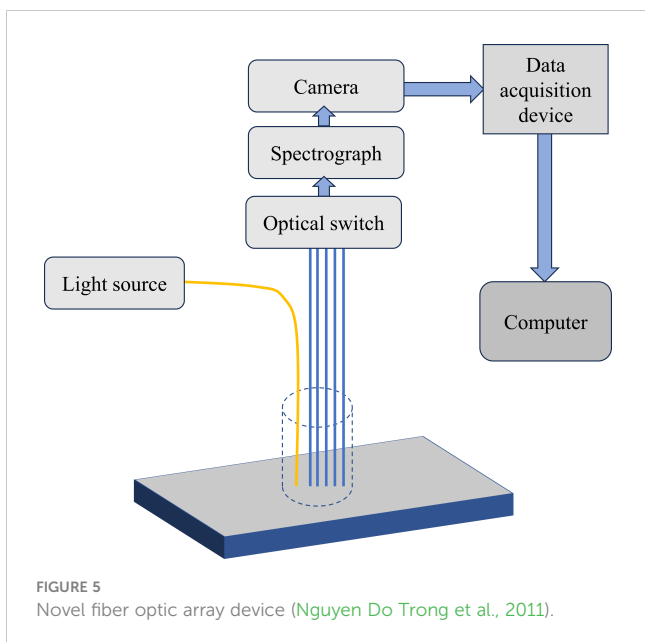 Camera
Data
acquisition
device
Spectrograph
Optical switch
Light source
Computer
FIGURE 5
Novel fiber optic array device (Nguyen Do Trong et al., 2011).